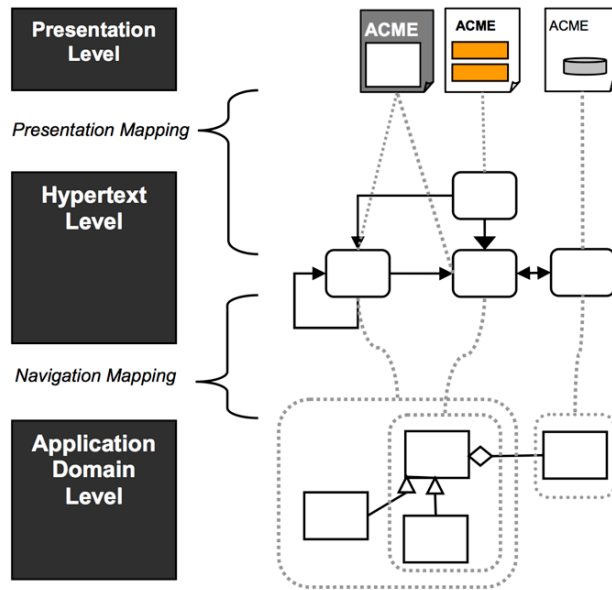 Presentation
Level
ACME
ACME
ACME
Presentation Mapping
Hypertext
Level
Navigation Mapping
Application
Domain
Level